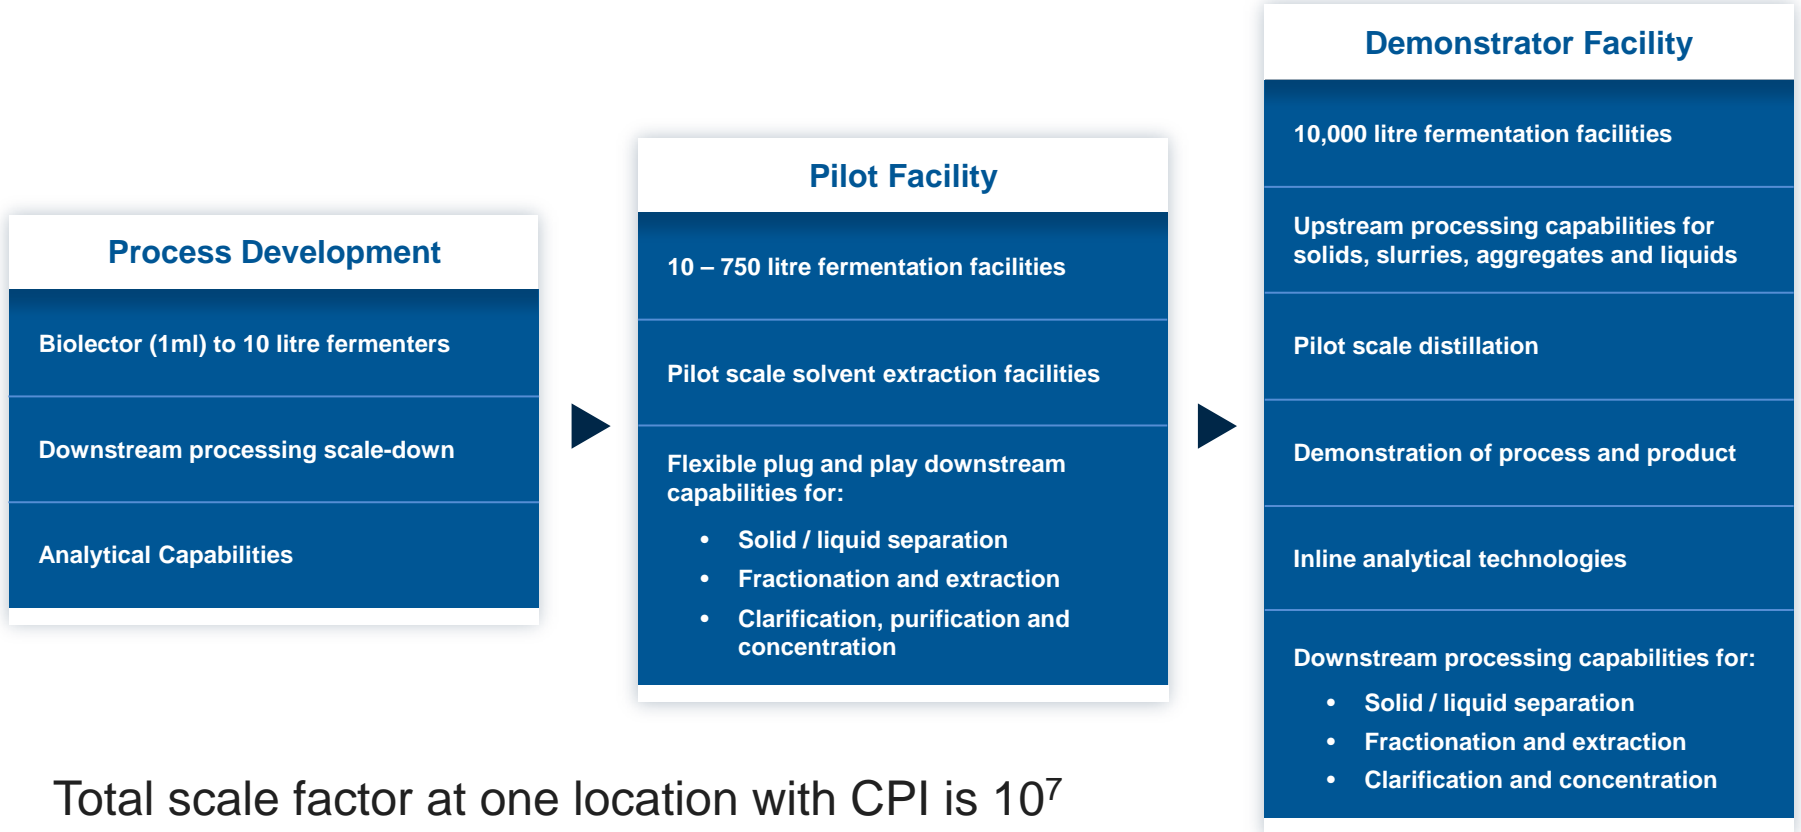 Process Development
Biolector (1ml) to 10 litre fermenters
Downstream processing scale-down
Analytical Capabilities
Pilot Facility
10 – 750 litre fermentation facilities
Pilot scale solvent extraction facilities
Flexible plug and play downstream
capabilities for:
• Solid / liquid separation
• Fractionation and extraction
• Clarification, purification and
concentration
Demonstrator Facility
10,000 litre fermentation facilities
Upstream processing capabilities for
solids, slurries, aggregates and liquids
Pilot scale distillation
Demonstration of process and product
Inline analytical technologies
Downstream processing capabilities for:
• Solid / liquid separation
• Fractionation and extraction
• Clarification and concentration
Total scale factor at one location with CPI is 10⁷